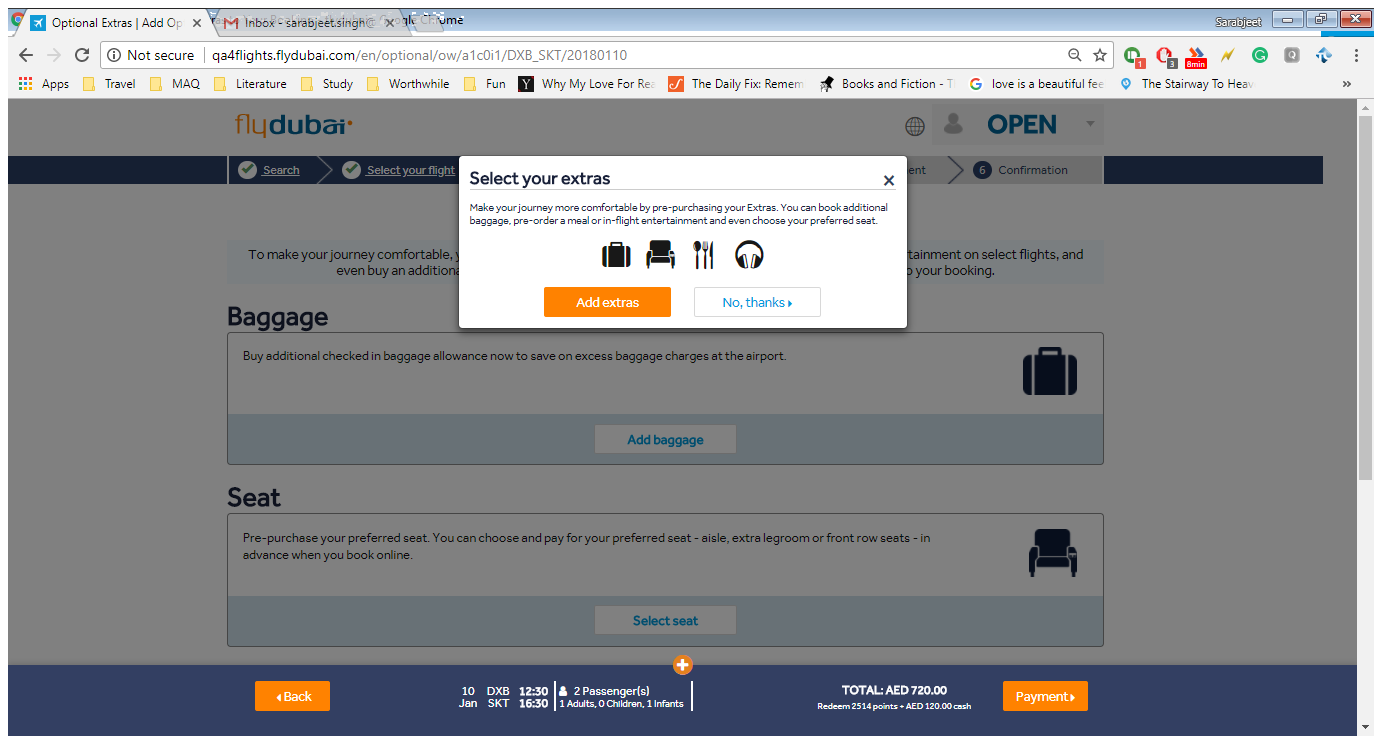 Optional Extras | Add Op
Inbox - sarabjeet.singh@
Sarabjeet
Not secure
qa4flights.flydubai.com/en/optional/ow/a1c0i1/DXB_SKT/20180110
1
3
8min
Apps
Travel
MAQ
Literature
Study
Worthwhile
Fun
Why My Love For Rea
The Daily Fix: Remem
Books and Fiction - T
love is a beautiful fee
The Stairway To Heav
flydubai
OPEN
Search
Select your flight
ent
6 Confirmation
Select your extras
Make your journey more comfortable by pre-purchasing your Extras. You can book additional
baggage, pre-order a meal or in-flight entertainment and even choose your preferred seat.
Add extras
No, thanks
To make your journey comfortable, y
tainment on select flights, and
even buy an additiona
your booking.
Baggage
Buy additional checked in baggage allowance now to save on excess baggage charges at the airport.
Add baggage
Seat
Pre-purchase your preferred seat. You can choose and pay for your preferred seat - aisle, extra legroom or front row seats - in
advance when you book online.
Select seat
Back
10 DXB 12:30
Jan SKT 16:30
2 Passenger(s)
1 Adults, 0 Children, 1 Infants
TOTAL: AED 720.00
Redeem 2514 points + AED 120.00 cash
Payment